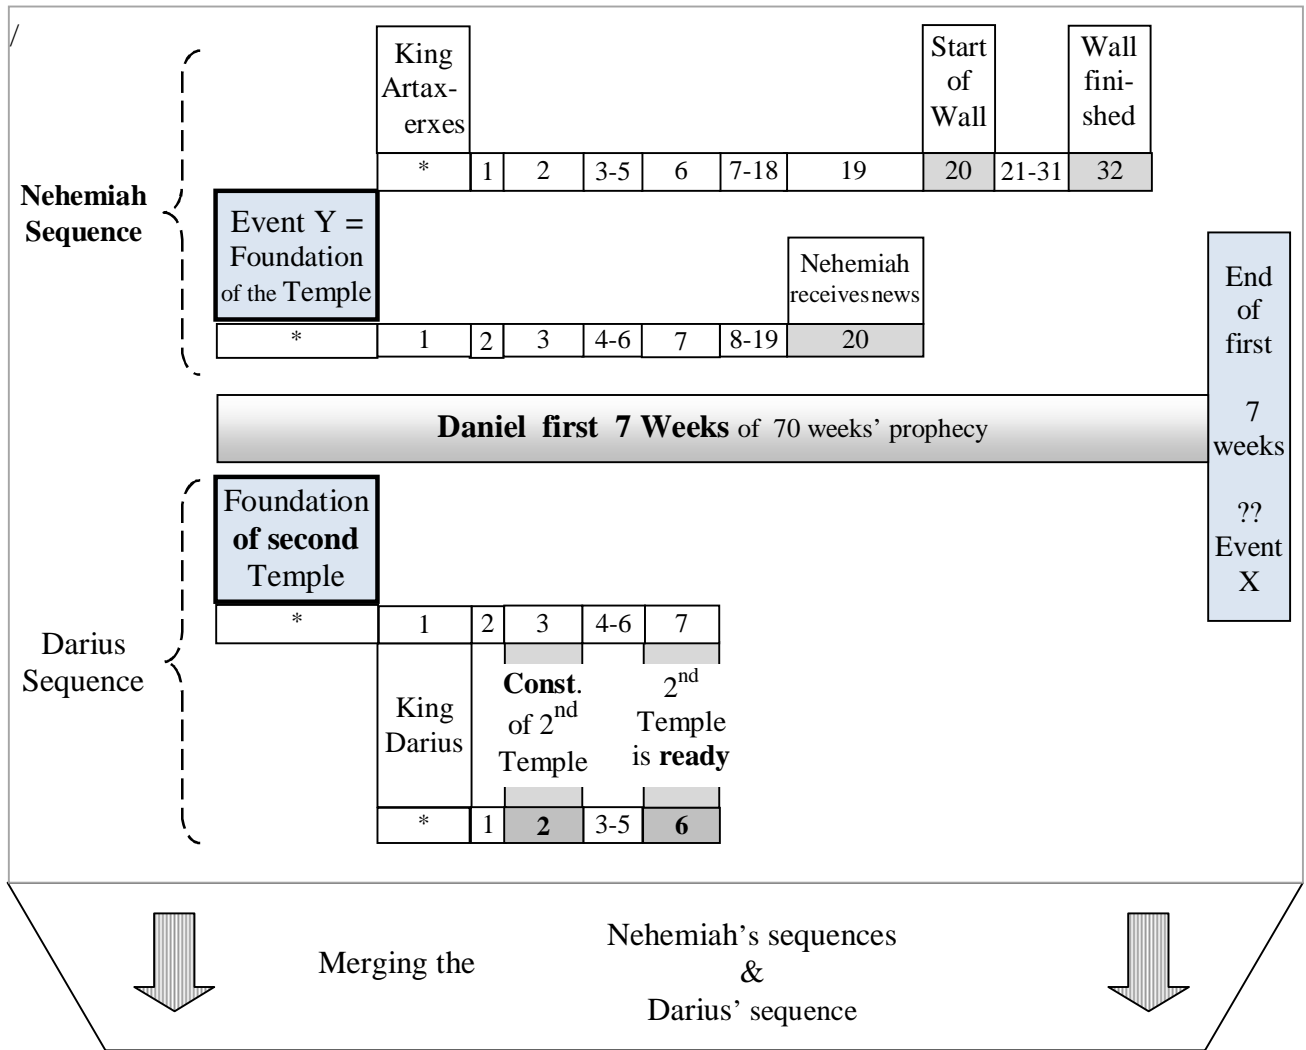 /
King
Artax-
erxes
Start
of
Wall
Wall
fini-
shed
* 1 2 3-5 6 7-18 19 20 21-31 32
Nehemiah
Sequence
Event Y =
Foundation
of the Temple
Nehemiah
receives news
* 1 2 3 4-6 7 8-19 20
End
of
first
7
weeks
??
Event
X
Daniel first 7 Weeks of 70 weeks’ prophecy
Foundation
of second
Temple
* 1 2 3 4-6 7
Darius
Sequence
King
Darius
Const.
of 2nd
Temple
2nd
Temple
is ready
* 1 2 3-5 6
Merging the
Nehemiah’s sequences
&
Darius’ sequence